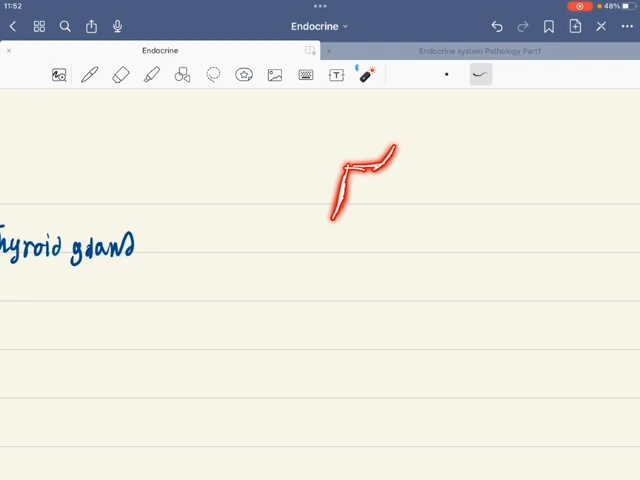 11:52
48%
Endocrine
Endocrine
Endocrine system Pathology Part1
hyroid gland